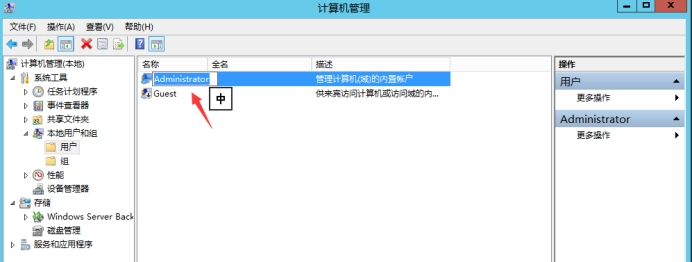 计算机管理
文件(F) 操作(A) 查看(V) 帮助(H)
计算机管理(本地)
系统工具
任务计划程序
事件查看器
共享文件夹
本地用户和组
用户
组
性能
设备管理器
存储
Windows Server Back
磁盘管理
服务和应用程序
名称 全名 描述
Administrator 管理计算机(域)的内置帐户
Guest 供来宾访问计算机或访问域的内...
中
操作
用户
更多操作
Administrator
更多操作